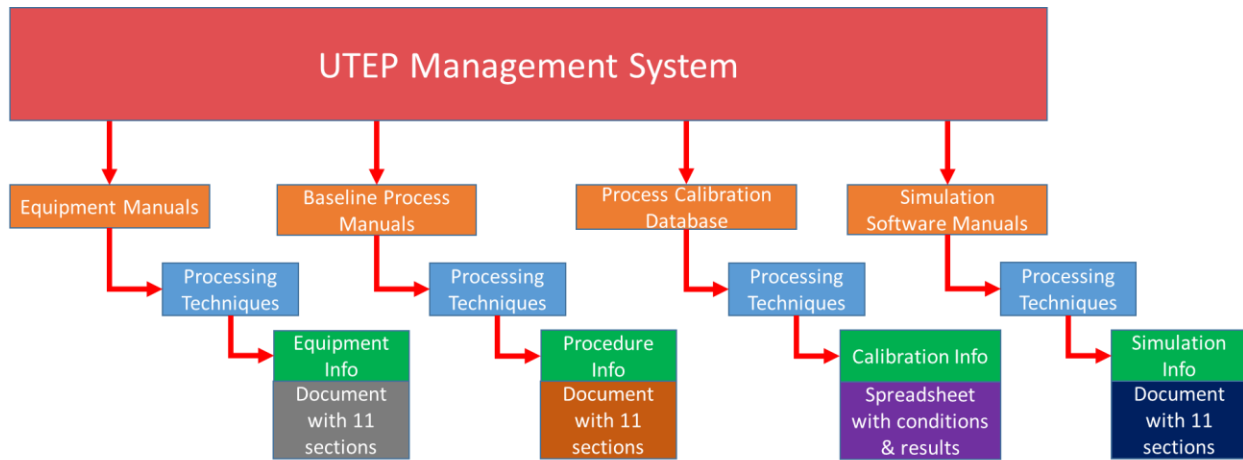 UTEP Management System
Equipment Manuals
Baseline Process
Manuals
Process Calibration
Database
Simulation
Software Manuals
Processing
Techniques
Processing
Techniques
Processing
Techniques
Processing
Techniques
Equipment
Info
Document
with 11
sections
Procedure
Info
Document
with 11
sections
Calibration Info
Spreadsheet
with conditions
& results
Simulation
Info
Document
with 11
sections